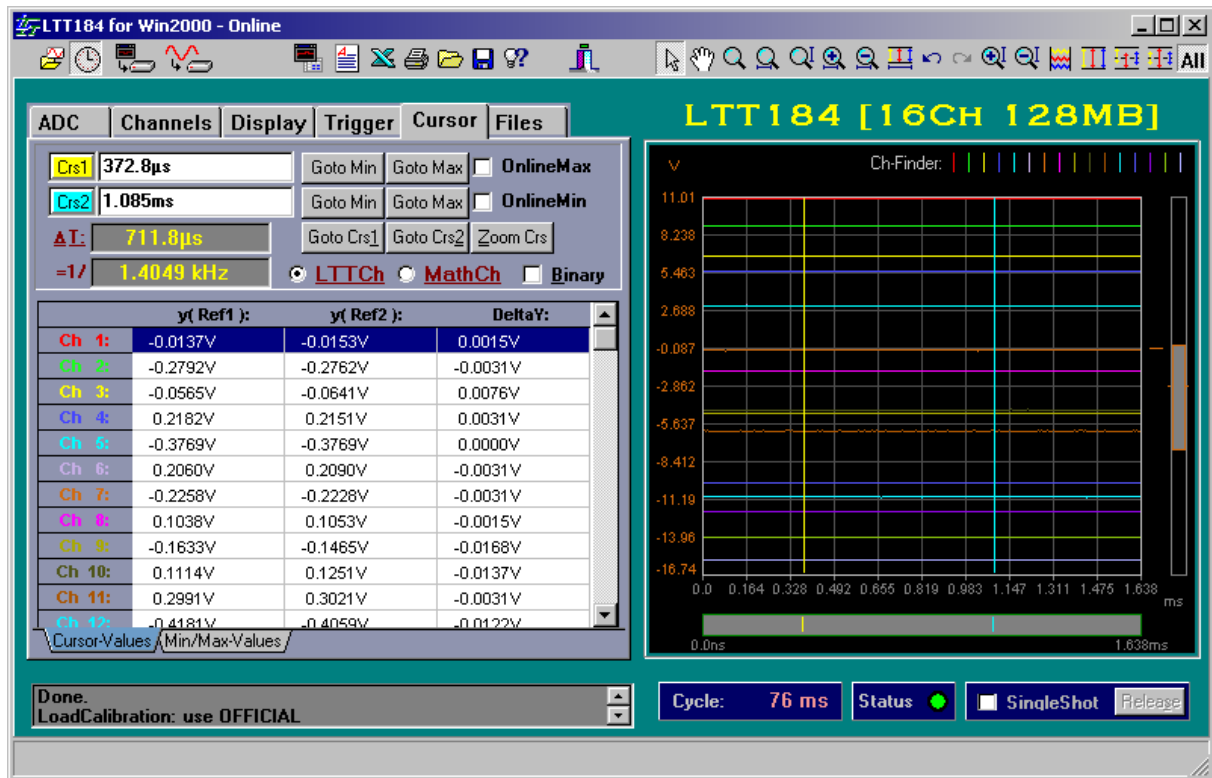 LTT184 for Win2000 - Online
All
ADC Channels Display Trigger Cursor Files
Crs1 372.8µs Goto Min Goto Max OnlineMax
Crs2 1.085ms Goto Min Goto Max OnlineMin
ΔT: 711.8µs Goto Crs1 Goto Crs2 Zoom Crs
=1/ 1.4049 kHz LTTCh MathCh Binary
y( Ref1 ): y( Ref2 ): DeltaY:
Ch 1: -0.0137V -0.0153V 0.0015V
Ch 2: -0.2792V -0.2762V -0.0031V
Ch 3: -0.0565V -0.0641V 0.0076V
Ch 4: 0.2182V 0.2151V 0.0031V
Ch 5: -0.3769V -0.3769V 0.0000V
Ch 6: 0.2060V 0.2090V -0.0031V
Ch 7: -0.2258V -0.2228V -0.0031V
Ch 8: 0.1038V 0.1053V -0.0015V
Ch 9: -0.1633V -0.1465V -0.0168V
Ch 10: 0.1114V 0.1251V -0.0137V
Ch 11: 0.2991V 0.3021V -0.0031V
Ch 12: -0.4181V -0.4059V -0.0122V
Cursor-Values Min/Max-Values
LTT184 [16CH 128MB]
V Ch-Finder:
11.01
8.238
5.463
2.688
-0.087
-2.862
-5.637
-8.412
-11.19
-13.96
-16.74
0.0 0.164 0.328 0.492 0.655 0.819 0.983 1.147 1.311 1.475 1.638
ms
0.0ns 1.638ms
Done.
LoadCalibration: use OFFICIAL
Cycle: 76 ms Status SingleShot Release